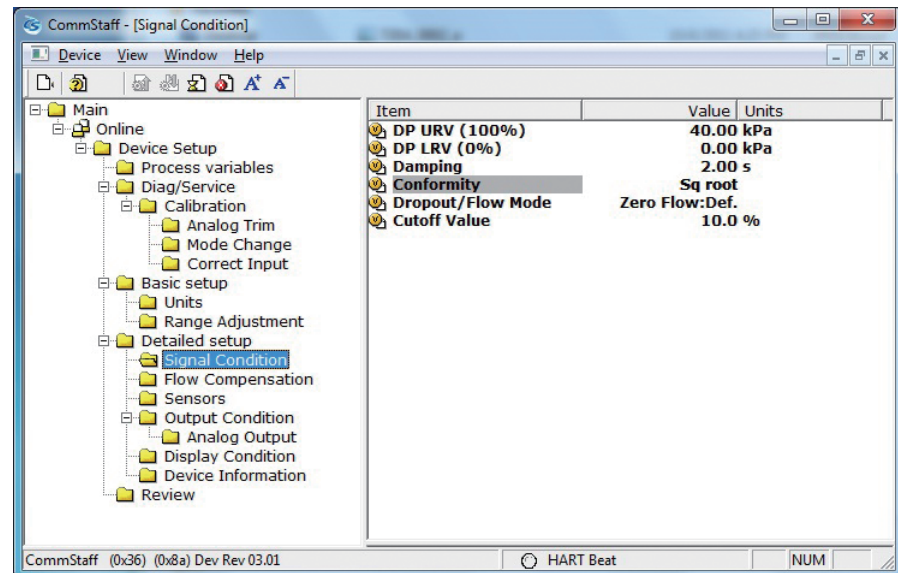 CommStaff - [Signal Condition]
Device View Window Help
Main
Online
Device Setup
Process variables
Diag/Service
Calibration
Analog Trim
Mode Change
Correct Input
Basic setup
Units
Range Adjustment
Detailed setup
Signal Condition
Flow Compensation
Sensors
Output Condition
Analog Output
Display Condition
Device Information
Review
Item Value Units
DP URV (100%) 40.00 kPa
DP LRV (0%) 0.00 kPa
Damping 2.00 s
Conformity Sq root
Dropout/Flow Mode Zero Flow:Def.
Cutoff Value 10.0 %
CommStaff (0x36) (0x8a) Dev Rev 03.01 HART Beat NUM